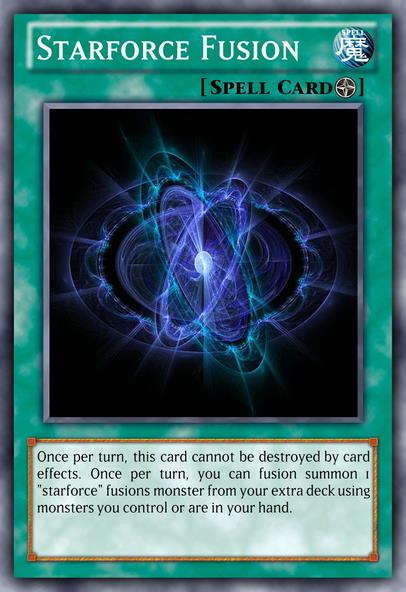 STARFORCE FUSION
SPELL
魔
[SPELL CARD]
Once per turn, this card cannot be destroyed by card
effects. Once per turn, you can fusion summon 1
"starforce" fusions monster from your extra deck using
monsters you control or are in your hand.